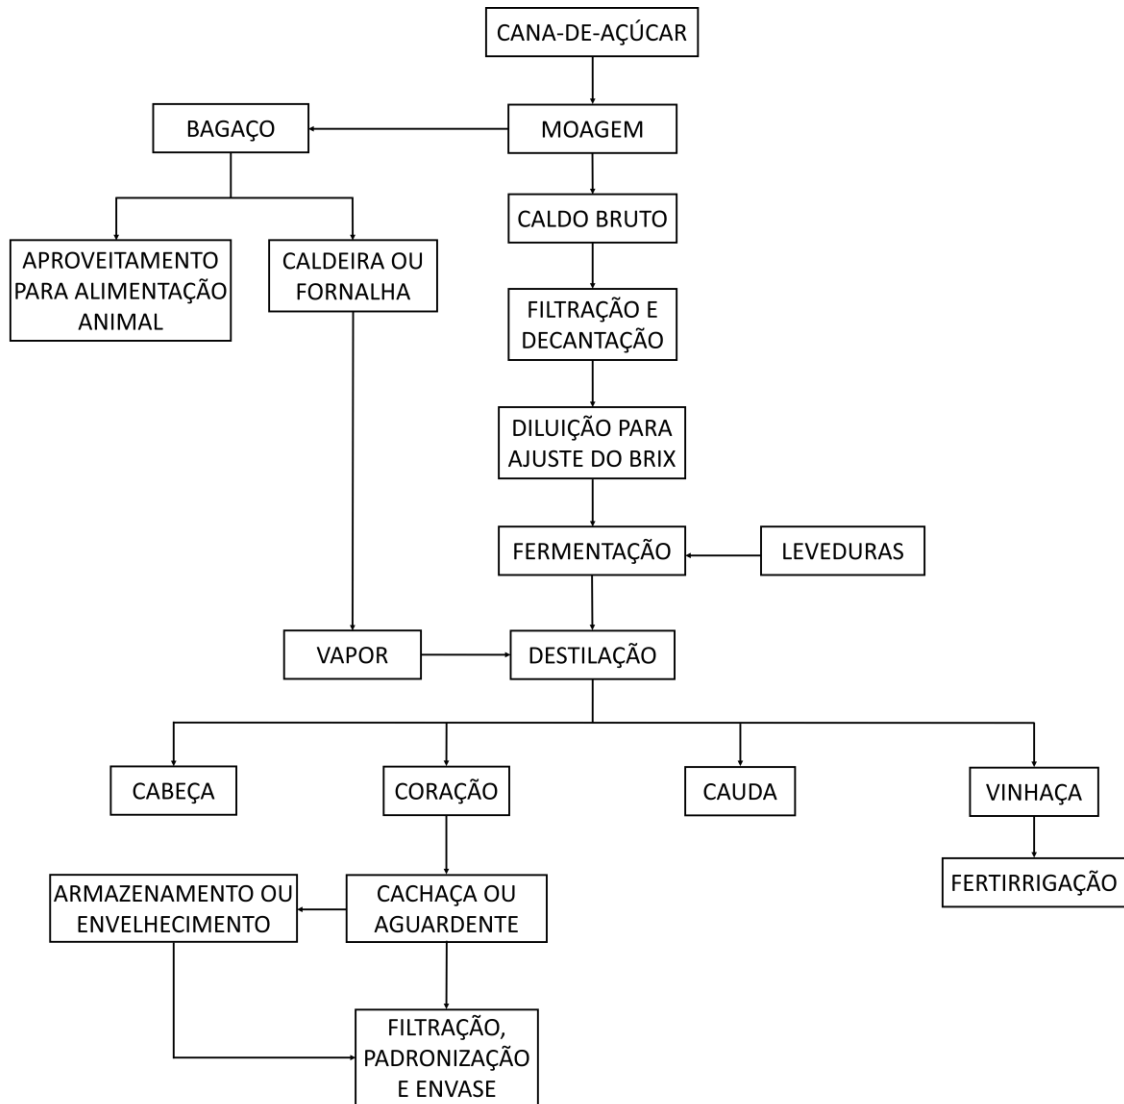 CANA-DE-AÇÚCAR
BAGAÇO
MOAGEM
CALDO BRUTO
APROVEITAMENTO
PARA ALIMENTAÇÃO
ANIMAL
CALDEIRA OU
FORNALHA
FILTRAÇÃO E
DECANTAÇÃO
DILUIÇÃO PARA
AJUSTE DO BRIX
FERMENTAÇÃO
LEVEDURAS
VAPOR
DESTILAÇÃO
CABEÇA
CORAÇÃO
CAUDA
VINHAÇA
ARMAZENAMENTO OU
ENVELHECIMENTO
CACHAÇA OU
AGUARDENTE
FERTIRRIGAÇÃO
FILTRAÇÃO,
PADRONIZAÇÃO
E ENVASE